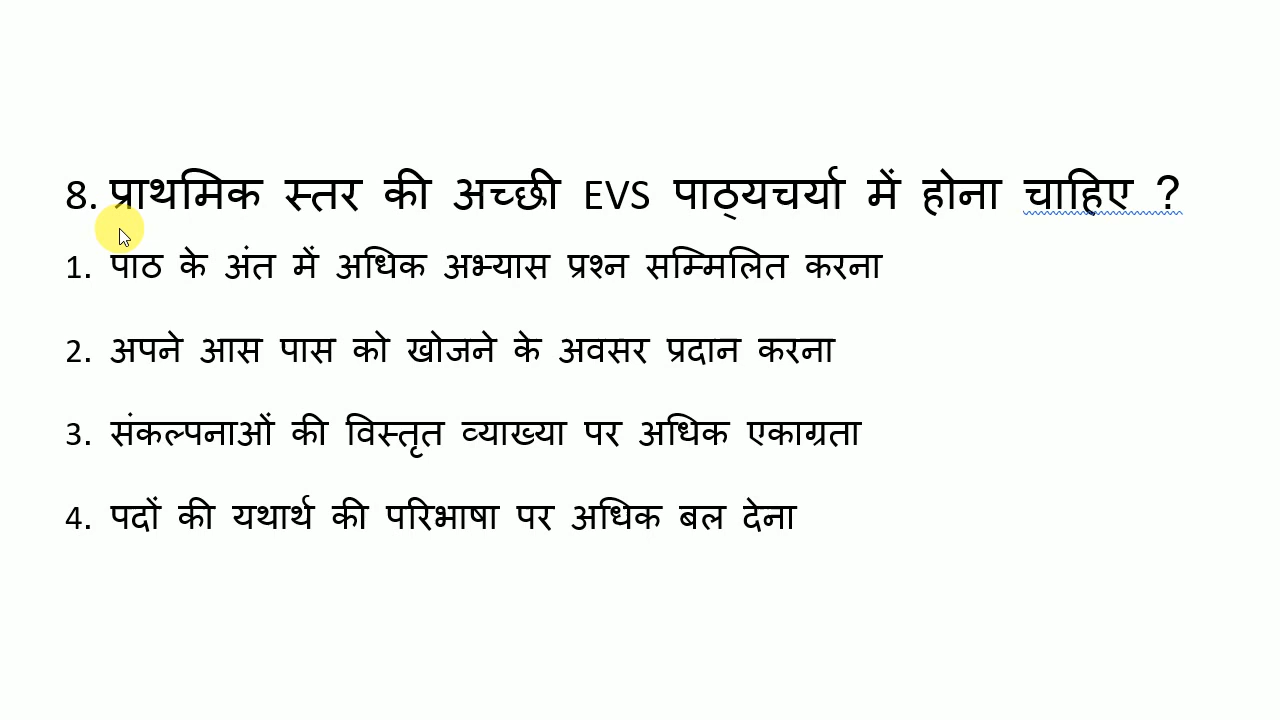 8. प्राथमिक स्तर की अच्छी EVS पाठ्यचर्या में होना चाहिए ?
1. पाठ के अंत में अधिक अभ्यास प्रश्न सम्मिलित करना
2. अपने आस पास को खोजने के अवसर प्रदान करना
3. संकल्पनाओं की विस्तृत व्याख्या पर अधिक एकाग्रता
4. पदों की यथार्थ की परिभाषा पर अधिक बल देना